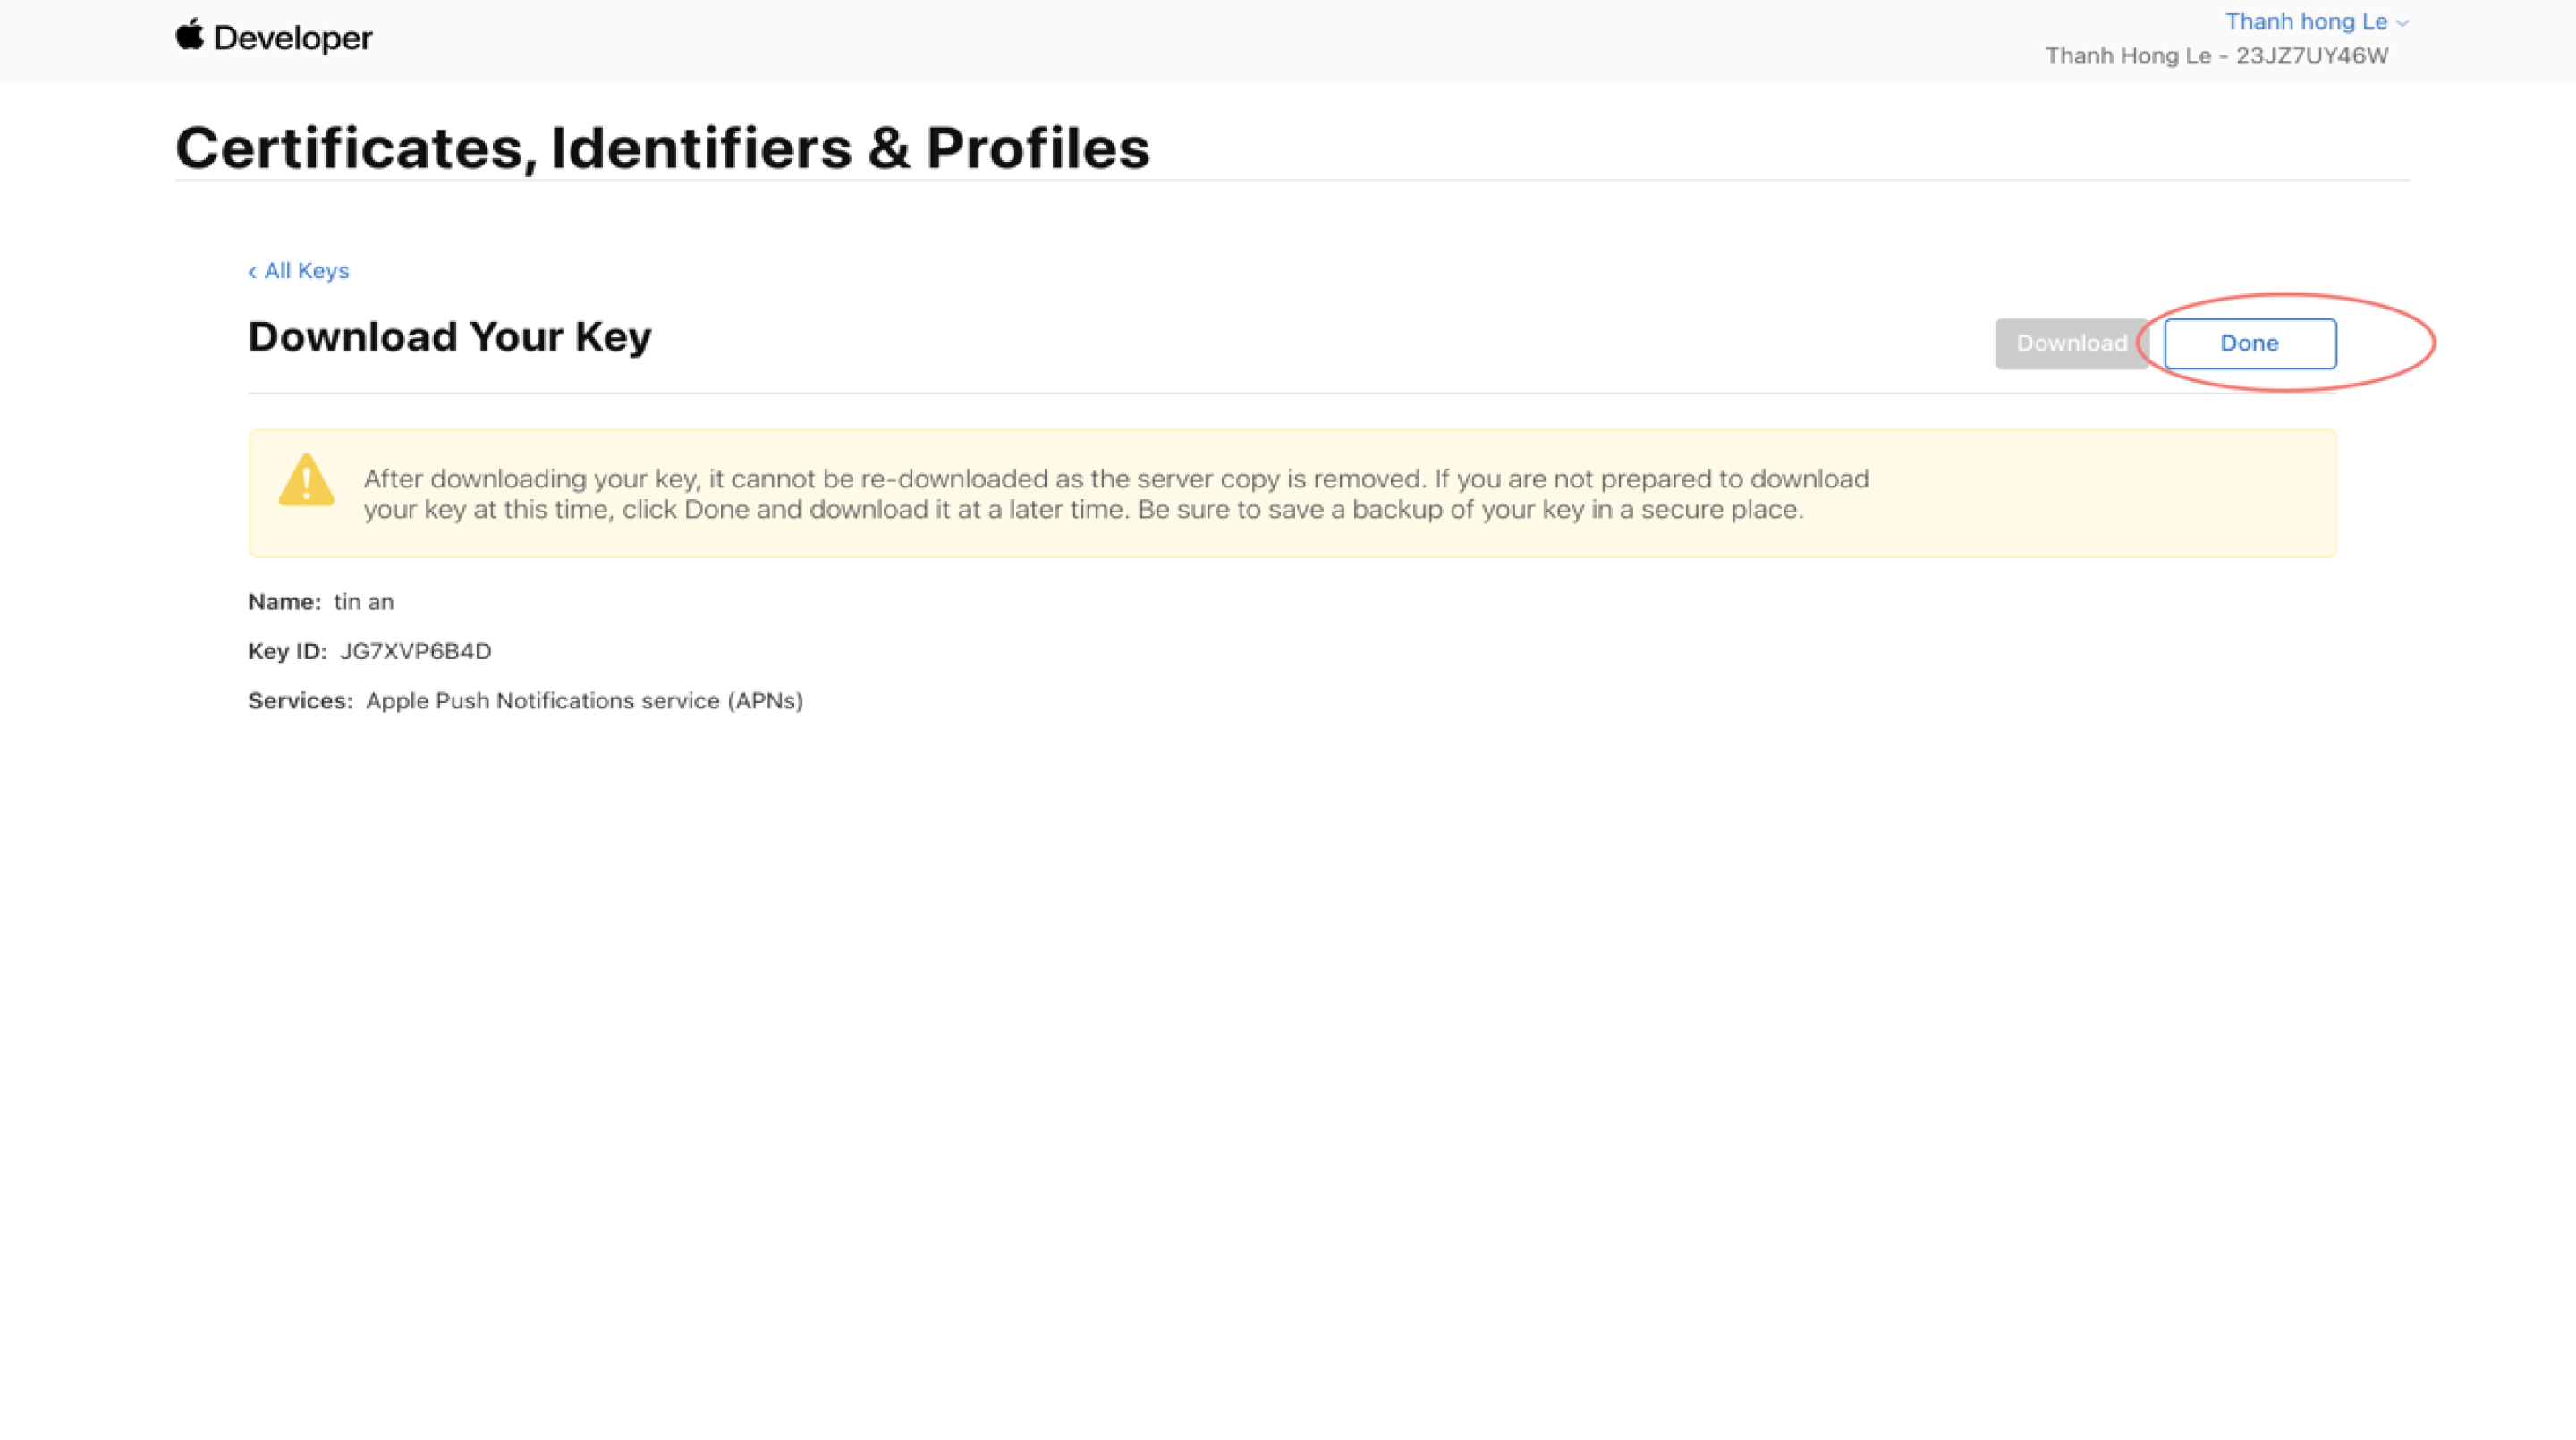 Developer
Thanh hong Le
Thanh Hong Le - 23JZ7UY46W
Certificates, Identifiers & Profiles
‹ All Keys
Download Your Key
Download
Done
After downloading your key, it cannot be re-downloaded as the server copy is removed. If you are not prepared to download
your key at this time, click Done and download it at a later time. Be sure to save a backup of your key in a secure place.
Name: tin an
Key ID: JG7XVP6B4D
Services: Apple Push Notifications service (APNs)